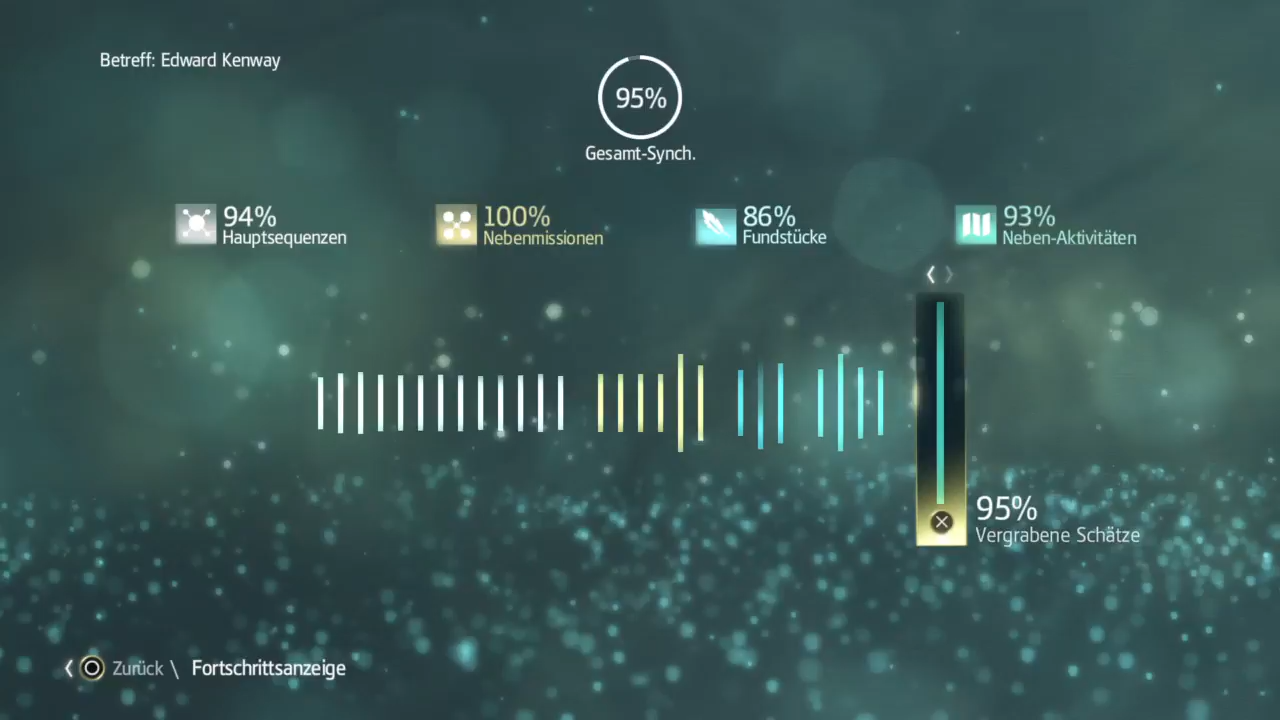 Betreff: Edward Kenway
95%
Gesamt-Synch.
94%
Hauptsequenzen
100%
Nebenmissionen
86%
Fundstücke
93%
Neben-Aktivitäten
95%
Vergrabene Schätze
Zurück \ Fortschrittsanzeige